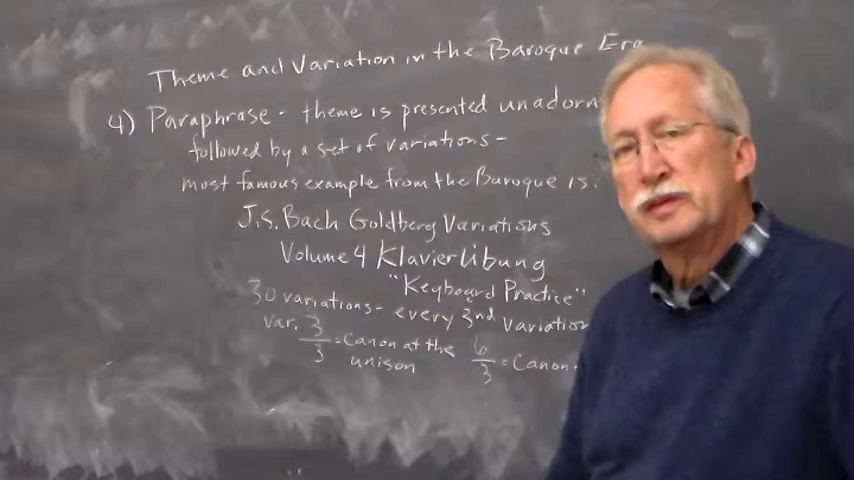 Theme and Variation in the Baroque Era
4) Paraphrase - theme is presented unadorn
followed by a set of variations -
most famous example from the Baroque is:
J.S. Bach Goldberg Variations
Volume 4 KlavierUbung
"Keyboard Practice"
30 variations - every 3rd variation
var. 3/3 = canon at the unison 6/3 = canon